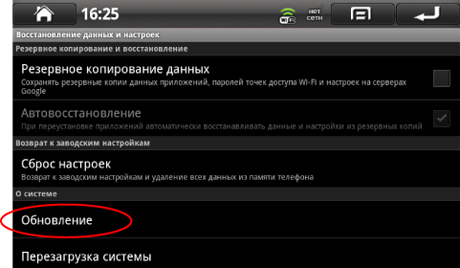 16:25
нет
сети
Восстановление данных и настроек
Резервное копирование и восстановление
Резервное копирование данных
Сохранять резервные копии данных приложений, паролей точек доступа Wi-Fi и настроек на серверах
Google
Автовосстановление
При переустановке приложений автоматически восстанавливать данные и настройки из резервных копий
Возврат к заводским настройкам
Сброс настроек
Возврат к заводским настройкам и удаление всех данных из памяти телефона
О системе
Обновление
Перезагрузка системы